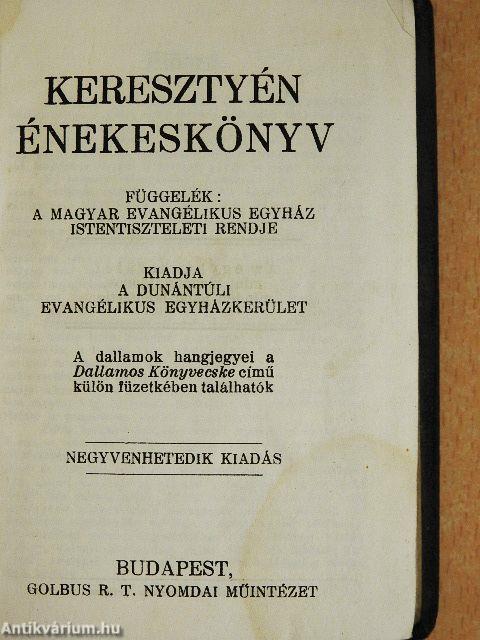 KERESZTYÉN
ÉNEKESKÖNYV
FÜGGELÉK:
A MAGYAR EVANGÉLIKUS EGYHÁZ
ISTENTISZTELETI RENDJE
KIADJA
A DUNÁNTÚLI
EVANGÉLIKUS EGYHÁZKERÜLET
A dallamok hangjegyei a
Dallamos Könyvecske című
külön füzetkében találhatók
NEGYVENHETEDIK KIADÁS
BUDAPEST,
GOLBUS R. T. NYOMDAI MŰINTÉZET
Antikvárium.hu